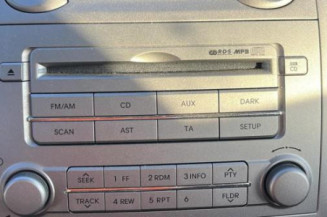 RDS MP3
CD
FM/AM CD AUX DARK
SCAN AST TA SETUP
SEEK 1 FF 2 RDM 3 INFO PTY
TRACK 4 REW 5 RPT 6 FLDR